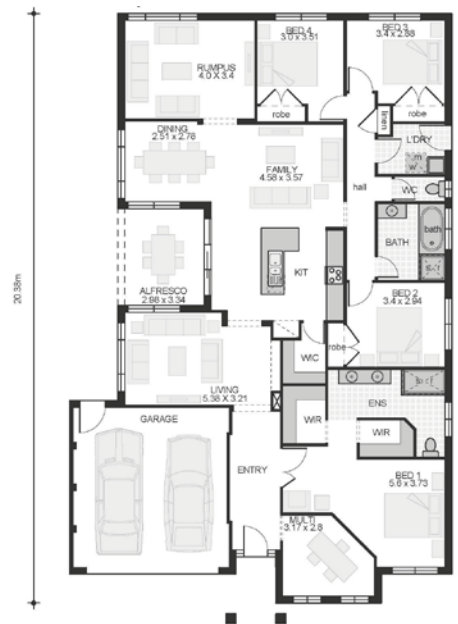 BED 4
3.0 x 3.51
BED 3
3.4 x 2.88
RUMPUS
4.0 X 3.4
robe
robe
linen
DINING
2.51 x 2.78
L'DRY
FAMILY
4.58 x 3.57
hall
WC
bath
BATH
KIT
ALFRESCO
2.98 x 3.34
BED 2
3.4 x 2.94
20.38m
robe
WIC
LIVING
5.38 X 3.21
ENS
WIR
WIR
GARAGE
ENTRY
BED 1
5.6 x 3.73
MULTI
3.17 x 2.8